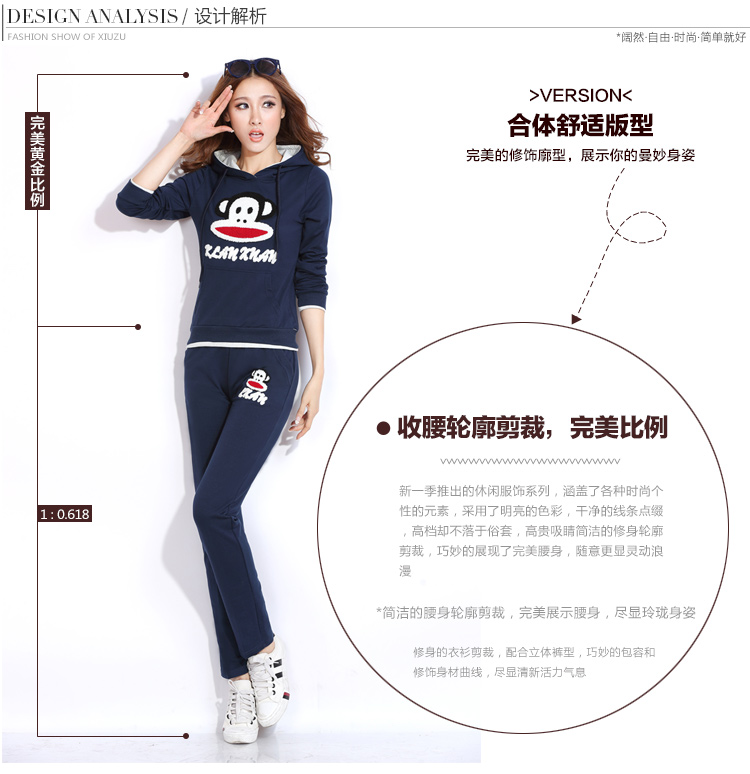 DESIGN ANALYSIS / 设计解析
FASHION SHOW OF XIUZU
*阔然·自由·时尚·简单就好
>VERSION<
合体舒适版型
完美的修饰廓型，展示你的曼妙身姿
完美黄金比例
KLANXNAN
KLAN
1 : 0.618
● 收腰轮廓剪裁，完美比例
新一季推出的休闲服饰系列，涵盖了各种时尚个
性的元素，采用了明亮的色彩，干净的线条点缀
，高档却不落于俗套，高贵吸睛简洁的修身轮廓
剪裁，巧妙的展现了完美腰身，随意更显灵动浪
漫
*简洁的腰身轮廓剪裁，完美展示腰身，尽显玲珑身姿
修身的衣衫剪裁，配合立体裤型，巧妙的包容和
修饰身材曲线，尽显清新活力气息